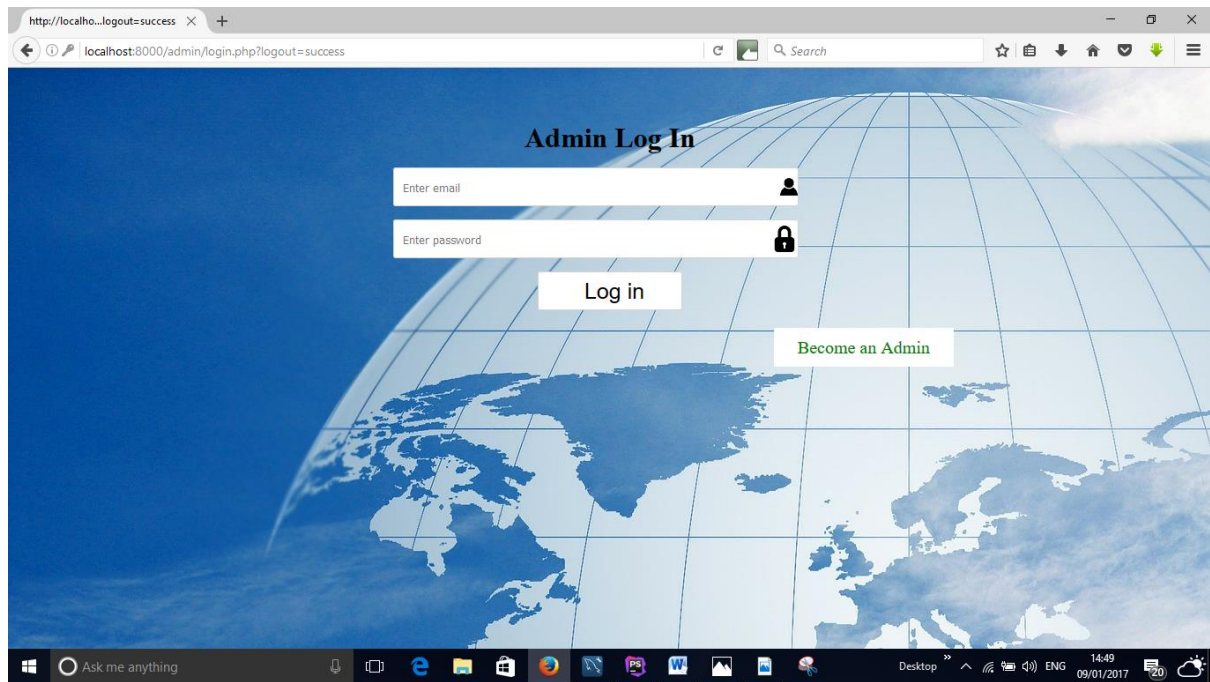 http://localho...logout=success
localhost:8000/admin/login.php?logout=success
Search
Admin Log In
Enter email
Enter password
Log in
Become an Admin
Ask me anything
PS
W
Desktop
ENG
14:49
09/01/2017
20